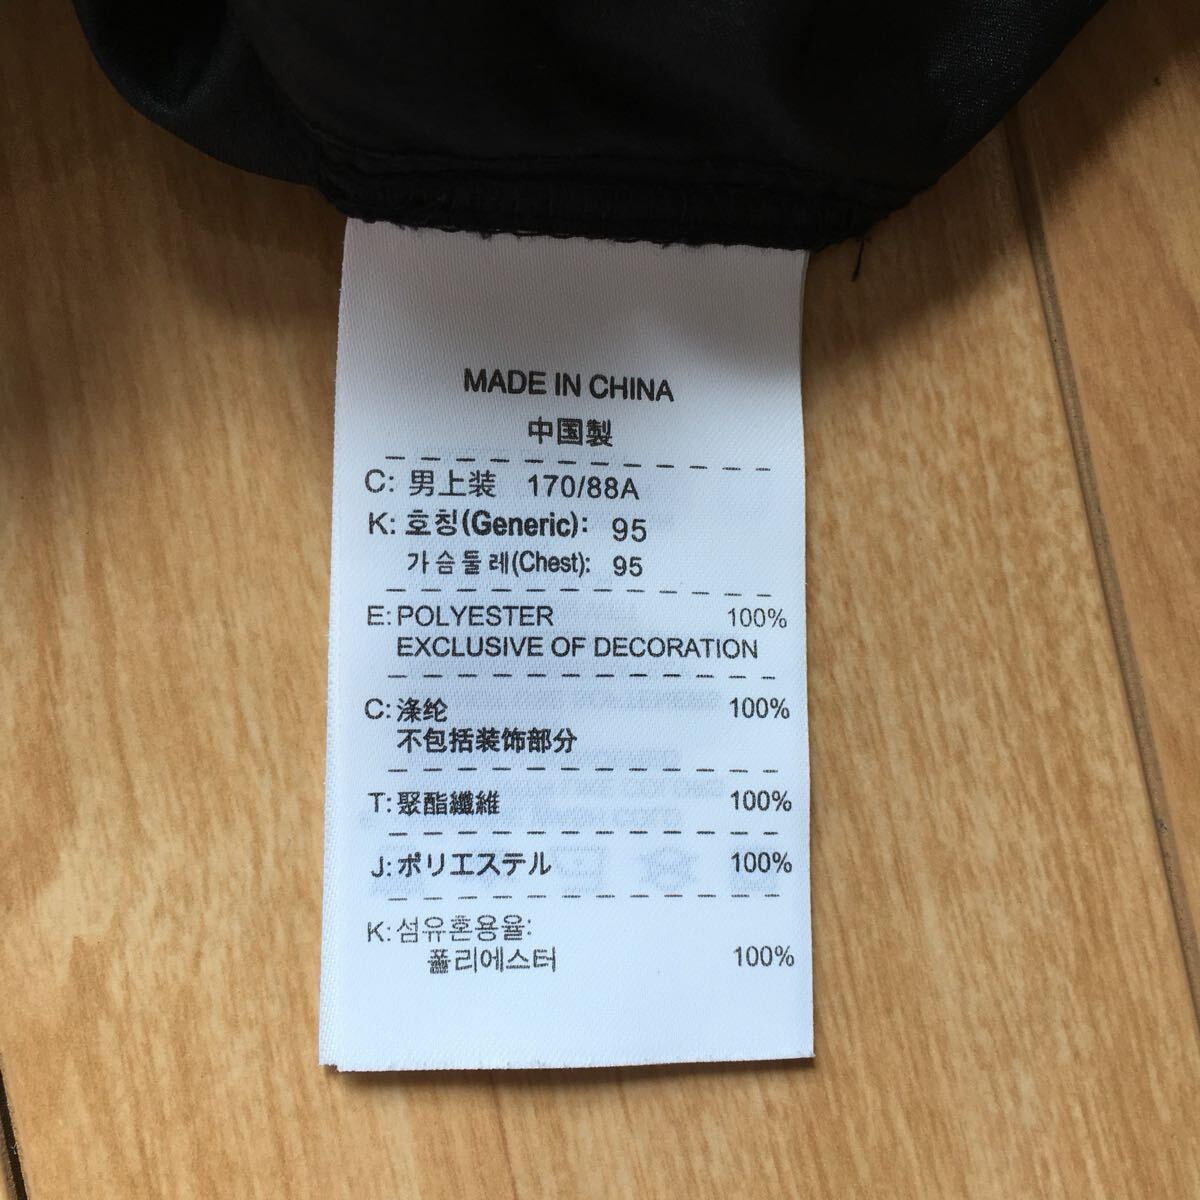 MADE IN CHINA
中国製
C: 男上装 170/88A
K: 호칭(Generic): 95
가슴둘레(Chest): 95
E: POLYESTER 100%
EXCLUSIVE OF DECORATION
C: 涤纶 100%
不包括装饰部分
T: 聚酯纖維 100%
J: ポリエステル 100%
K: 섬유혼용율:
폴리에스터 100%